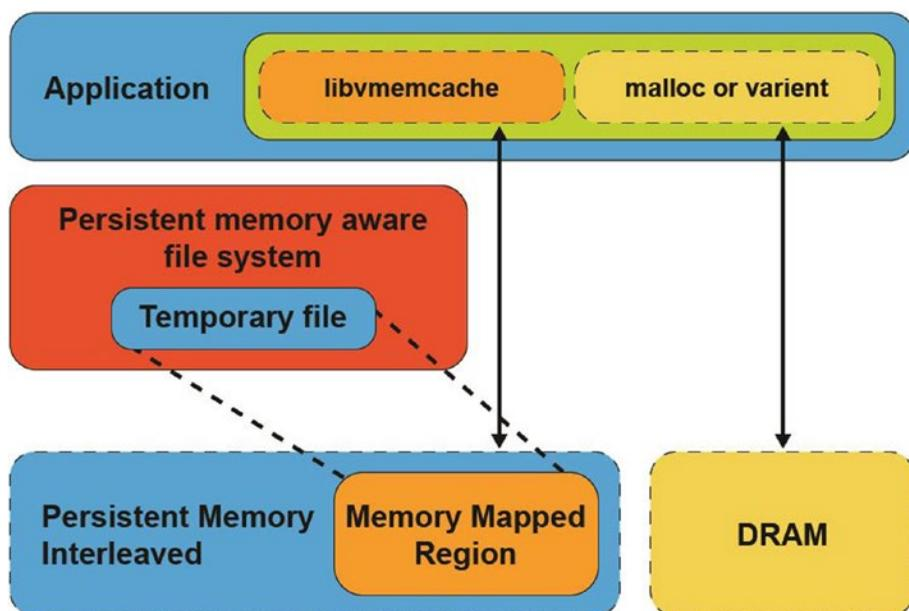 Application
libvmemcache
malloc or varient
Persistent memory aware
file system
Temporary file
Persistent Memory
Interleaved
Memory Mapped
Region
DRAM